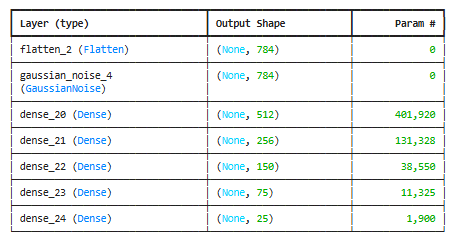 Layer (type) Output Shape Param #
flatten_2 (Flatten) (None, 784) 0
gaussian_noise_4 (None, 784) 0
(GaussianNoise)
dense_20 (Dense) (None, 512) 401,920
dense_21 (Dense) (None, 256) 131,328
dense_22 (Dense) (None, 150) 38,550
dense_23 (Dense) (None, 75) 11,325
dense_24 (Dense) (None, 25) 1,900